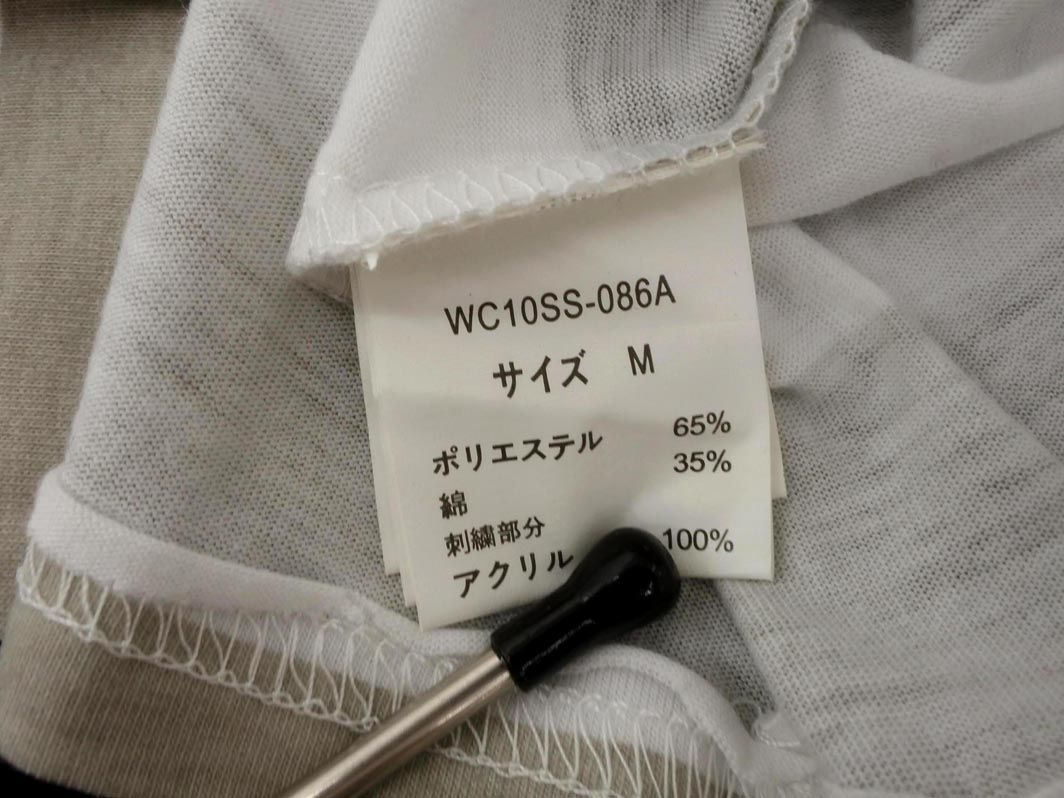 WC10SS-086A
サイズ M
ポリエステル 65%
綿 35%
刺繍部分
アクリル 100%